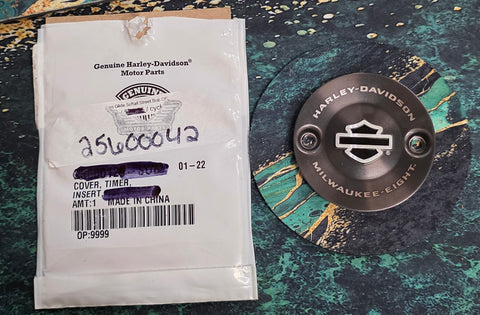 Genuine Harley-Davidson®
Motor Parts
GENUINE
25600042
01-22
COVER, TIMER,
INSERT,
AMT:1 MADE IN CHINA
OP:9999
HARLEY-DAVIDSON
MILWAUKEE-EIGHT